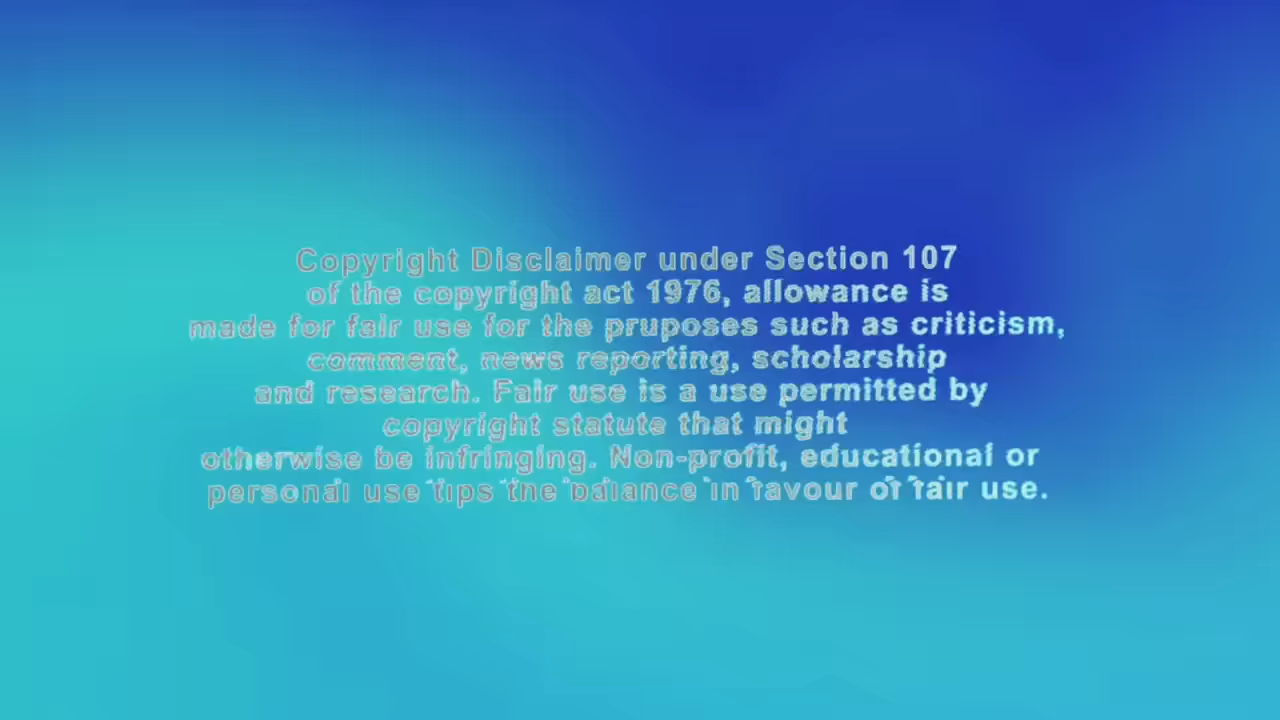 Copyright Disclaimer under Section 107
of the copyright act 1976, allowance is
made for fair use for the pruposes such as criticism,
comment, news reporting, scholarship
and research. Fair use is a use permitted by
copyright statute that might
otherwise be infringing. Non-profit, educational or
personal use tips the balance in favour of fair use.